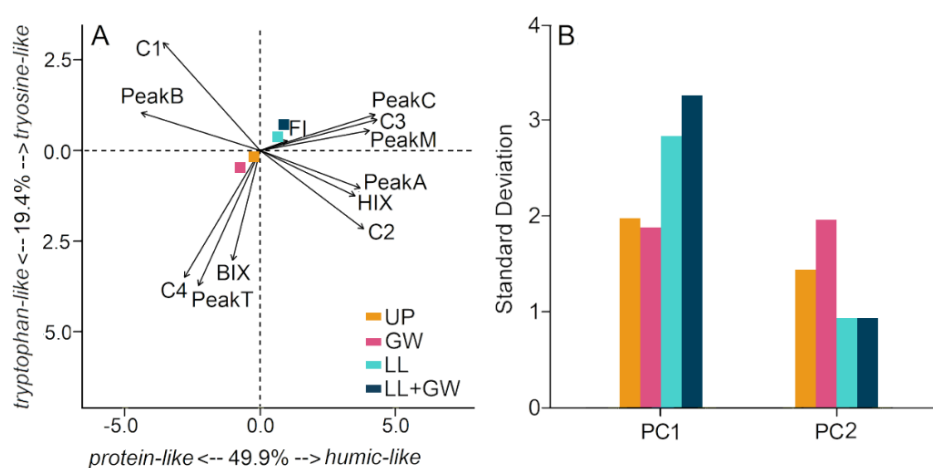 A
C1
PeakB
FI
PeakC
C3
PeakM
PeakA
HIX
C2
BIX
C4
PeakT
UP
GW
LL
LL+GW
2.5
0.0
2.5
5.0
-5.0
0.0
5.0
tryptophan-like <-- 19.4% --> tryosine-like
protein-like <-- 49.9% --> humic-like
B
Standard Deviation
4
3
2
1
0
PC1
PC2